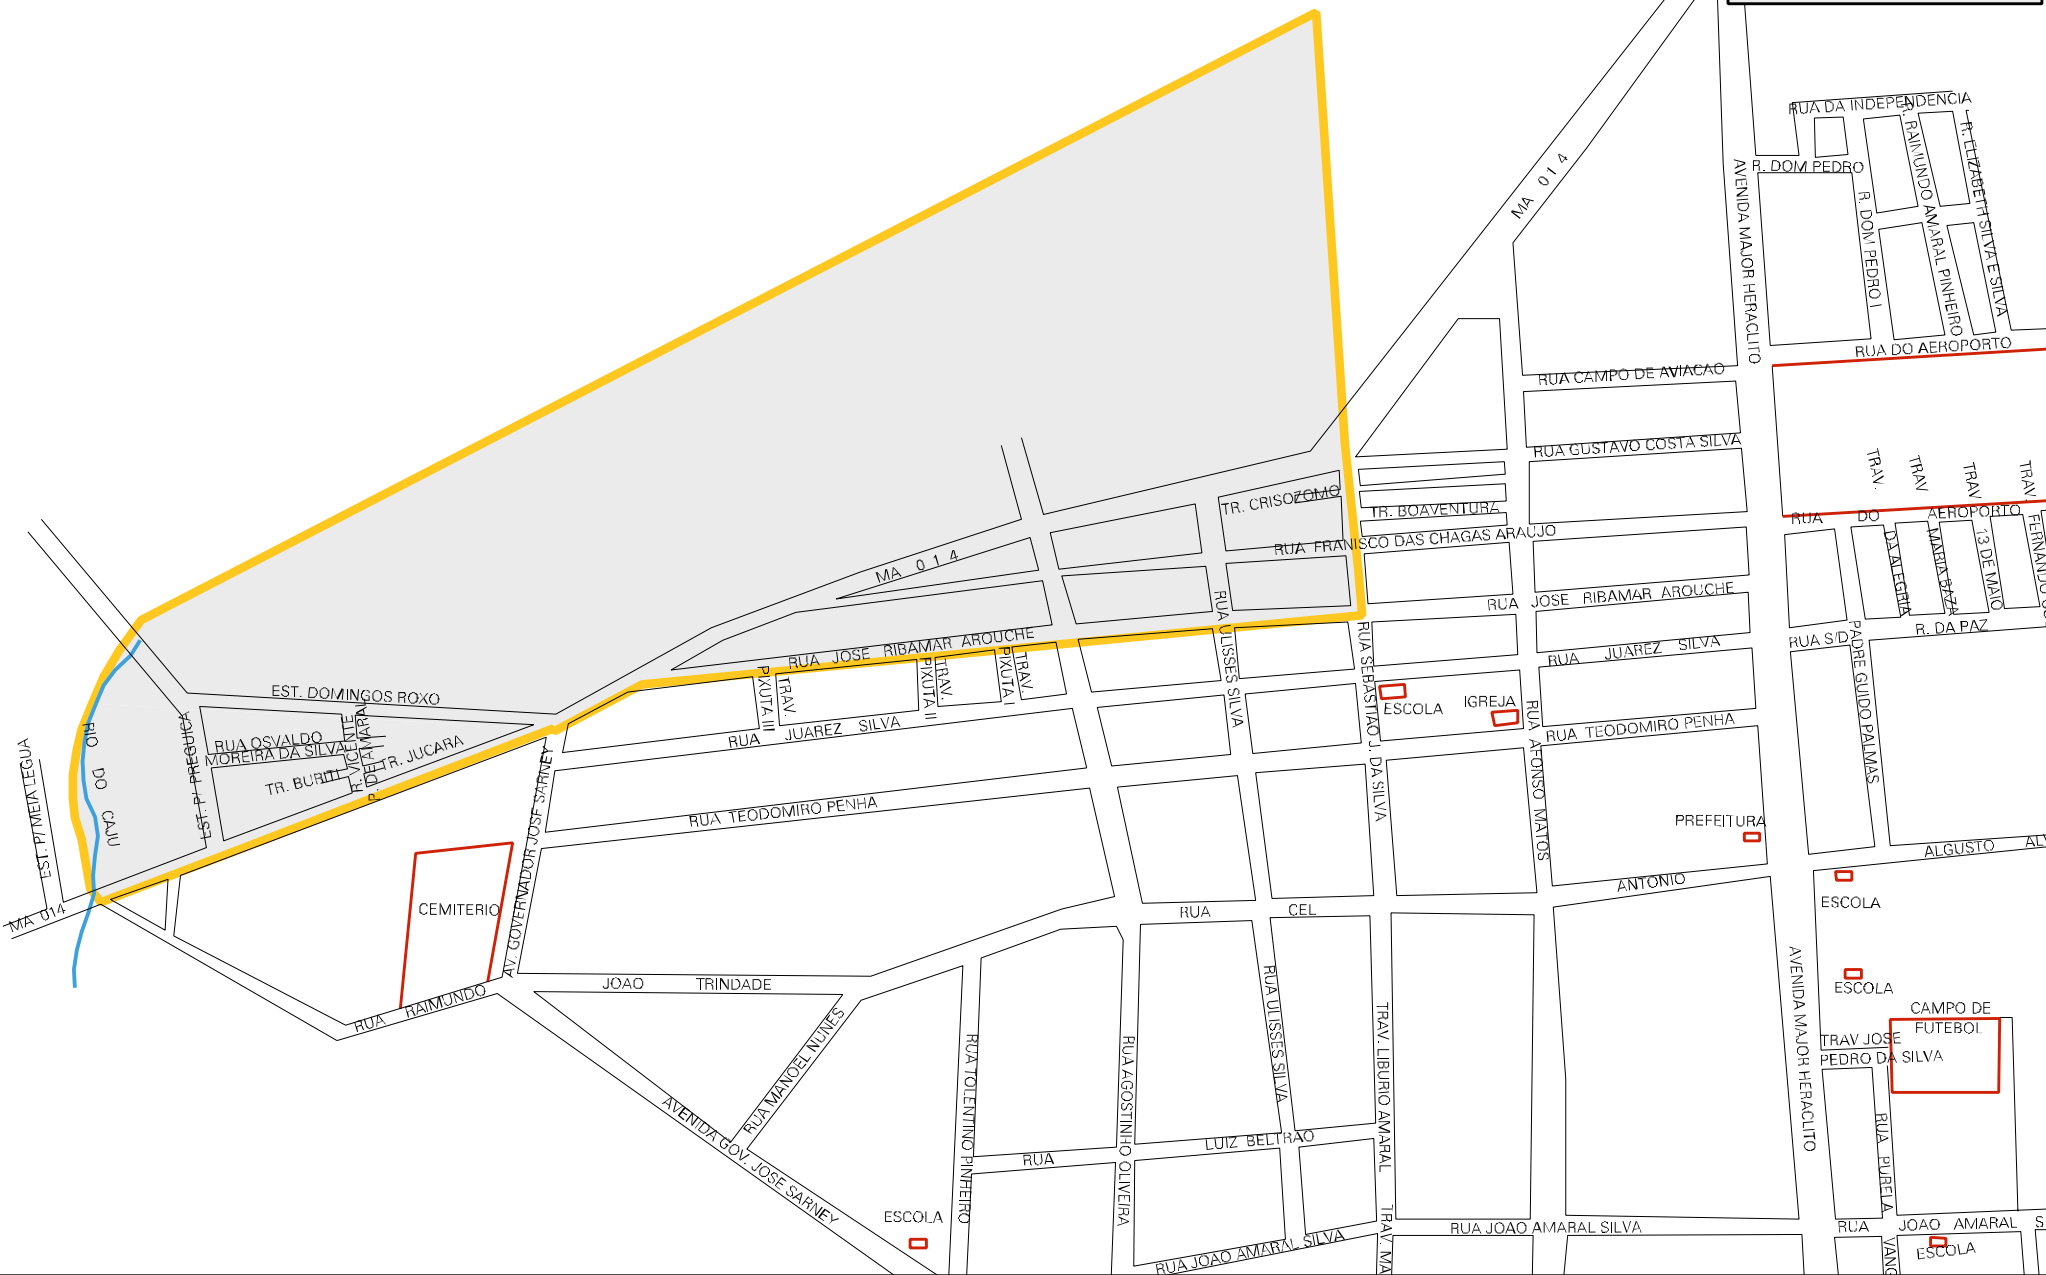 RUA DA INDEPENDENCIA
R. DOM PEDRO
R. RAIMUNDO AMARAL PINHEIRO
R. ELIZABETH SILVA E SILVA
R. DOM PEDRO I
AVENIDA MAJOR HERACLITO
MA 014
RUA DO AEROPORTO
RUA CAMPO DE AVIACAO
RUA GUSTAVO COSTA SILVA
TRAV.
TRAV
TRAV
TRAV.
TR. CRISOZOMO
TR. BOAVENTURA
RUA DO AEROPORTO
RUA FRANISCO DAS CHAGAS ARAUJO
DA ALEGRIA
MARIA BAZA
13 DE MAIO
MA 014
RUA JOSE RIBAMAR AROUCHE
RUA JOSE RIBAMAR AROUCHE
RUA ULISSES SILVA
RUA SEBASTIAO J. DA SILVA
RUA JUAREZ SILVA
RUA S/D
R. DA PAZ
PADRE GUIDO PALMAS
TRAV.
PIXUTA III
TRAV.
PIXUTA II
TRAV.
PIXUTA I
EST. DOMINGOS ROXO
ESCOLA
IGREJA
RUA AFONSO MATOS
RUA TEODOMIRO PENHA
RUA JUAREZ SILVA
EST. P/ MEIA LEGUA
RIO DO CAJU
EST. P/ PREGUICA
RUA OSVALDO
MOREIRA DA SILVA
R. VICENTE
P. DE AMARAL
TR. JUCARA
TR. BURITI
AV. GOVERNADOR JOSE SARNEY
RUA TEODOMIRO PENHA
PREFEITURA
ALGUSTO
ANTONIO
ESCOLA
CEMITERIO
MA 014
RUA CEL
AVENIDA MAJOR HERACLITO
JOAO TRINDADE
ESCOLA
RUA RAIMUNDO
CAMPO DE
FUTEBOL
TRAV JOSE
PEDRO DA SILVA
RUA MANOEL NUNES
RUA TOLENTINO PINHEIRO
RUA AGOSTINHO OLIVEIRA
RUA ULISSES SILVA
TRAV. LIBURIO AMARAL
AVENIDA GOV. JOSE SARNEY
RUA LUIZ BELTRAO
RUA PURELA
ESCOLA
RUA JOAO AMARAL SILVA
RUA JOAO AMARAL S
RUA JOAO AMARAL SILVA
TRAV. MA
ESCOLA